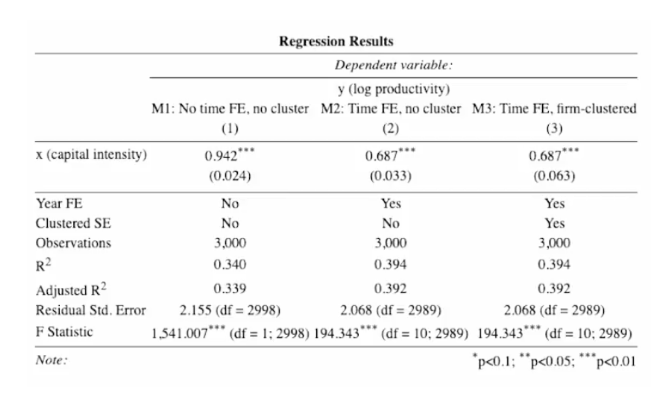 Regression Results
Dependent variable:
y (log productivity)
M1: No time FE, no cluster M2: Time FE, no cluster M3: Time FE, firm-clustered
(1) (2) (3)
x (capital intensity) 0.942*** 0.687*** 0.687***
(0.024) (0.033) (0.063)
Year FE No Yes Yes
Clustered SE No No Yes
Observations 3,000 3,000 3,000
R² 0.340 0.394 0.394
Adjusted R² 0.339 0.392 0.392
Residual Std. Error 2.155 (df = 2998) 2.068 (df = 2989) 2.068 (df = 2989)
F Statistic 1,541.007*** (df = 1; 2998) 194.343*** (df = 10; 2989) 194.343*** (df = 10; 2989)
Note: *p<0.1; **p<0.05; ***p<0.01